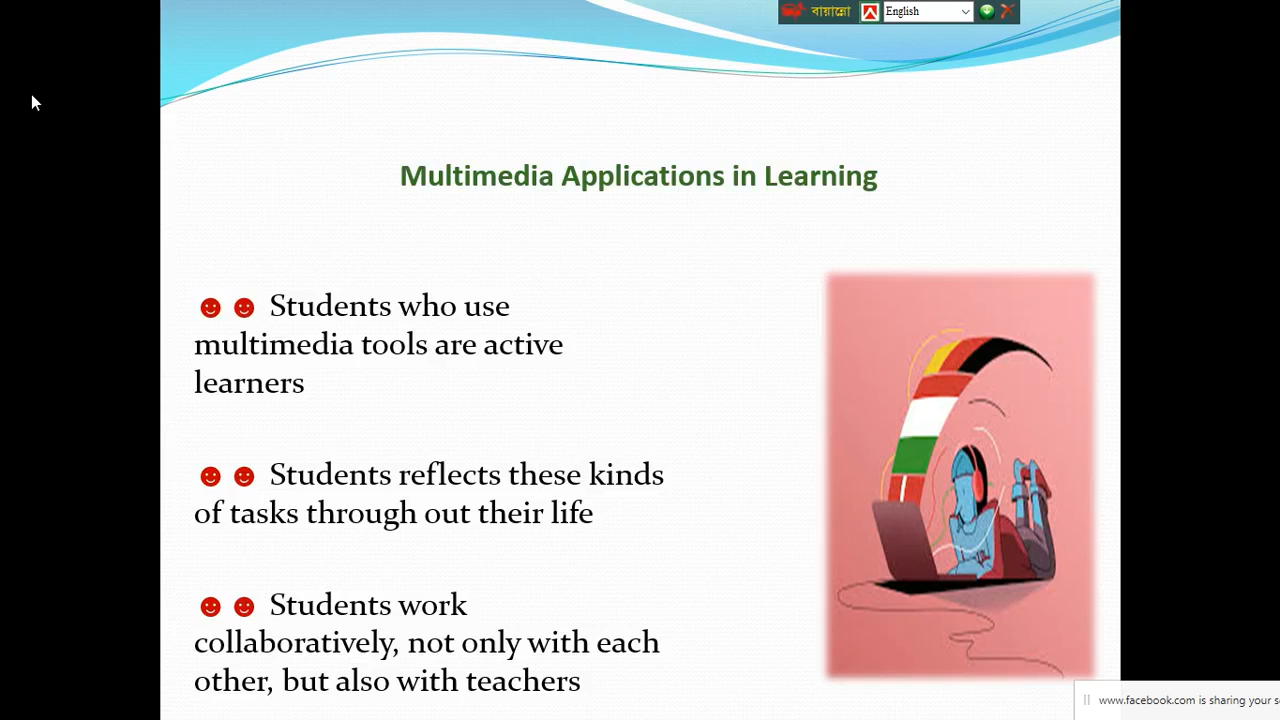 বায়ান্নো
English
Multimedia Applications in Learning
Students who use
multimedia tools are active
learners
Students reflects these kinds
of tasks through out their life
Students work
collaboratively, not only with each
other, but also with teachers
www.facebook.com is sharing your s